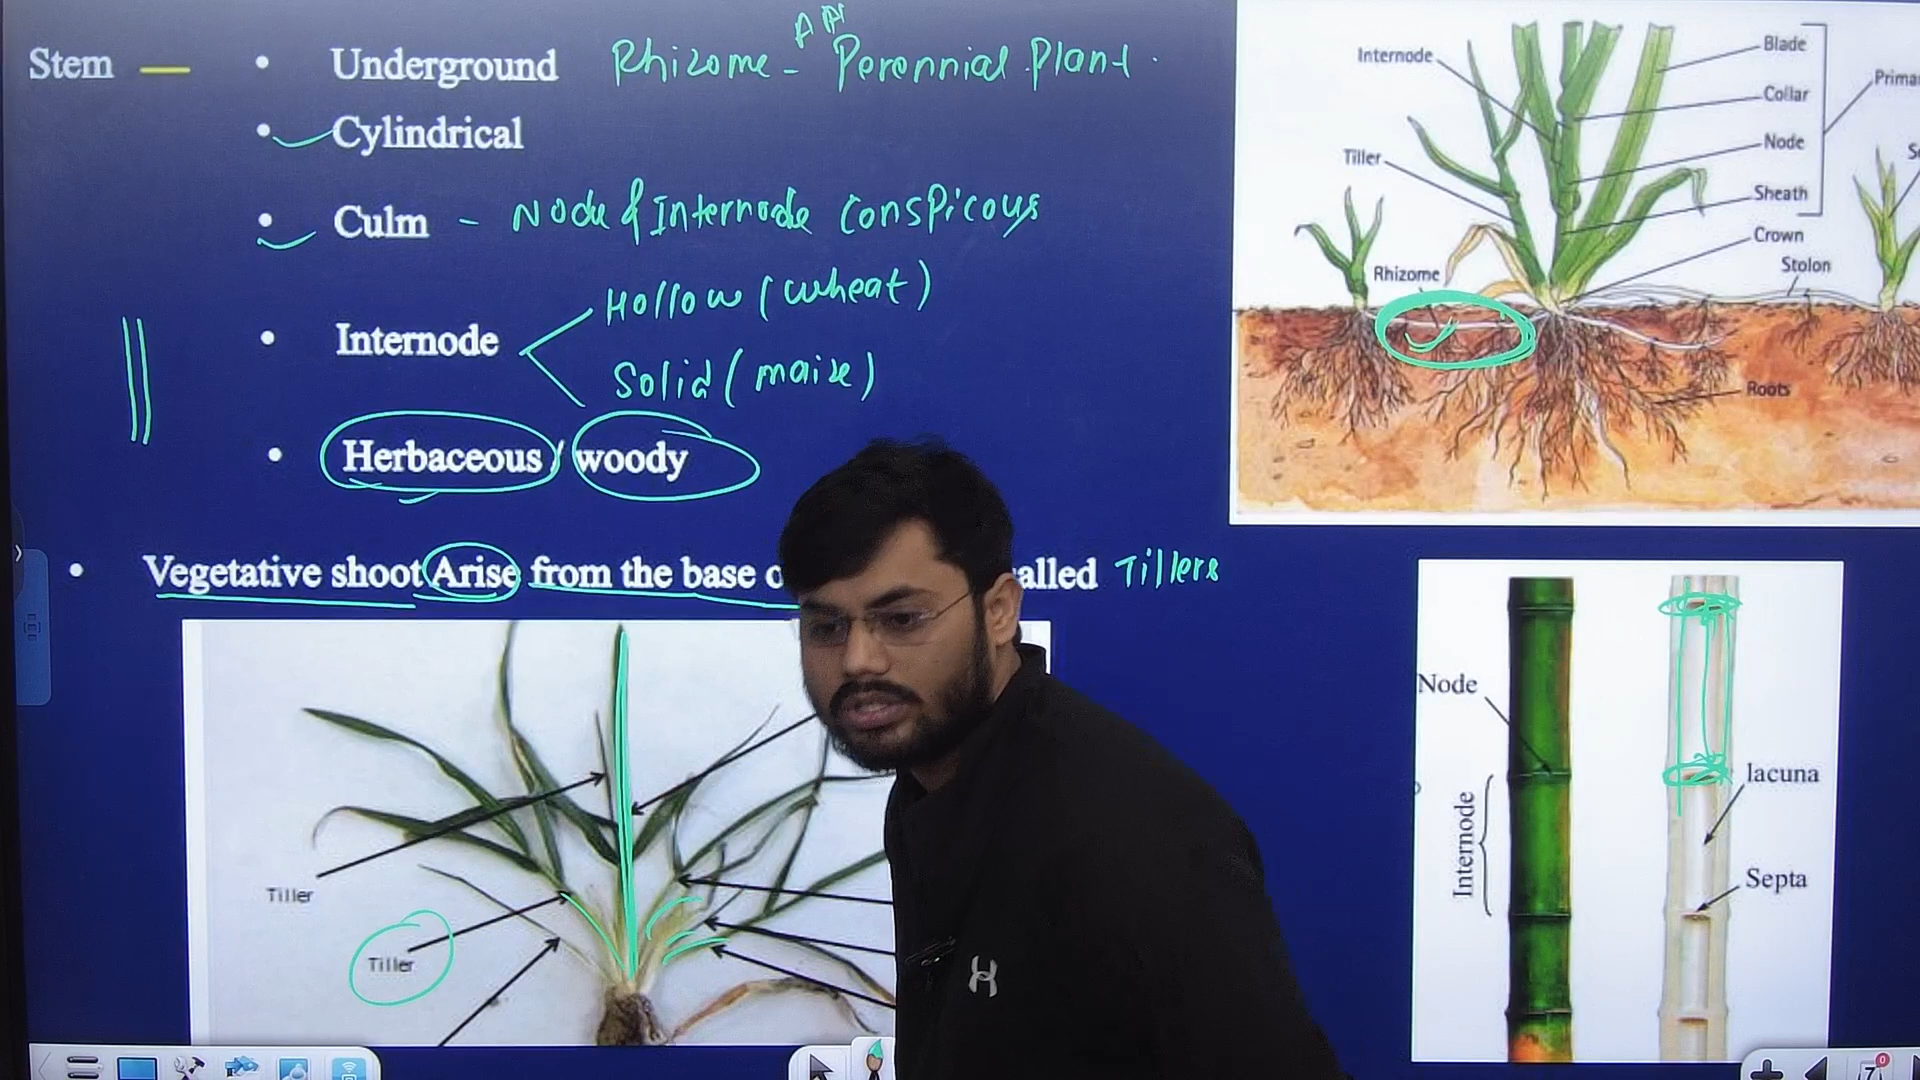 Stem — • Underground Rhizome - Perennial Plant.
• Cylindrical
• Culm - Node & Internode Conspicous
Hollow (wheat)
• Internode
Solid (maize)
• Herbaceous / woody
• Vegetative shoot Arise from the base alled Tillers
Tiller
Tiller
Internode
Blade
Collar
Tiller
Node
Sheath
Crown
Rhizome
Stolon
Roots
Node
Internode
lacuna
Septa
7
0